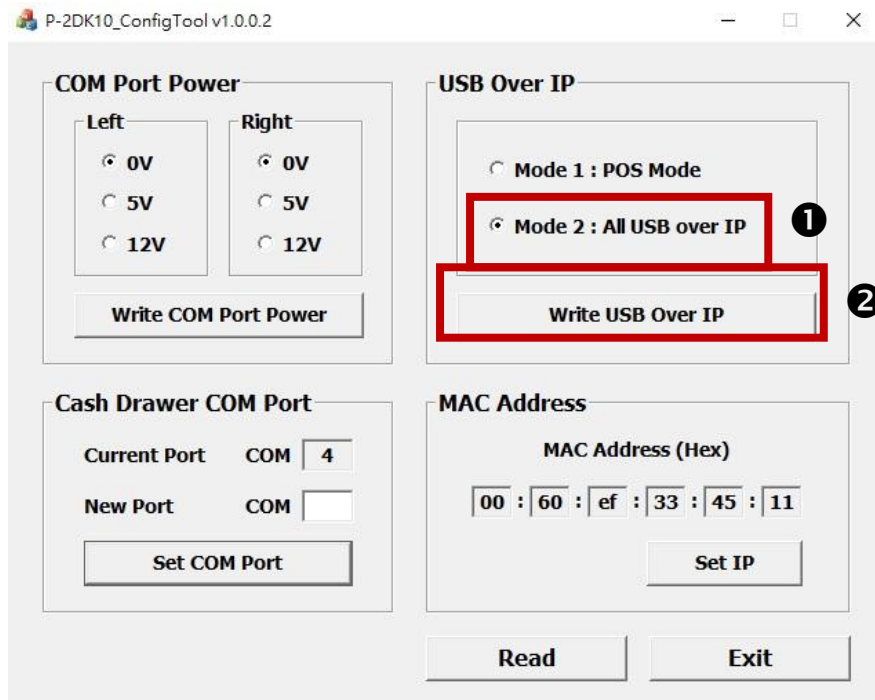 P-2DK10_ConfigTool v1.0.0.2
COM Port Power
Left
0V
5V
12V
Right
0V
5V
12V
Write COM Port Power
USB Over IP
Mode 1 : POS Mode
Mode 2 : All USB over IP
❶
Write USB Over IP
❷
Cash Drawer COM Port
Current Port COM 4
New Port COM
Set COM Port
MAC Address
MAC Address (Hex)
00 : 60 : ef : 33 : 45 : 11
Set IP
Read
Exit